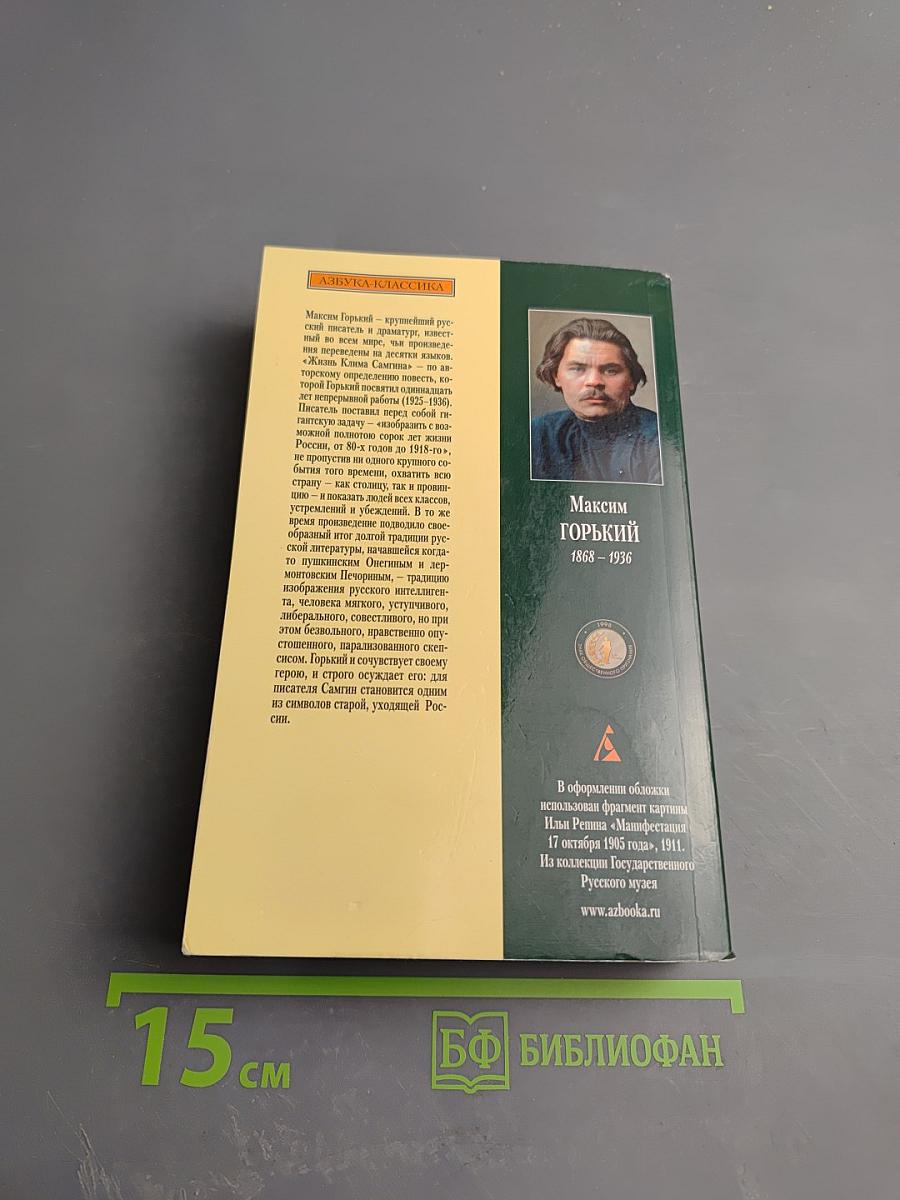 АЗБУКА-КЛАССИКА
Максим Горький – крупнейший рус-
ский писатель и драматург, извест-
ный во всем мире, чьи произведе-
ния переведены на десятки языков.
«Жизнь Клима Самгина» – по ав-
торскому определению повесть, ко-
торой Горький посвятил одиннадцать
лет непрерывной работы (1925–1936).
Писатель поставил перед собой ги-
гантскую задачу – «изобразить с воз-
можной полнотою сорок лет жизни
России, от 80-х годов до 1918-го»,
не пропустив ни одного крупного со-
бытия того времени, охватить всю
страну – как столицу, так и провин-
цию – и показать людей всех классов,
устремлений и убеждений. В то же
время произведение подводило свое-
образный итог долгой традиции рус-
ской литературы, начавшейся когда-
то пушкинским Онегиным и лер-
монтовским Печориным, – традицию
изображения русского интеллиген-
та, человека мягкого, уступчивого,
либерального, совестливого, но при
этом безвольного, нравственно опу-
стошенного, парализованного скеп-
сисом. Горький и сочувствует своему
герою, и строго осуждает его: для
писателя Самгин становится одним
из символов старой, уходящей Рос-
сии.
Максим
ГОРЬКИЙ
1868 – 1936
1998
ЗНАК ОБЩЕСТВЕННОГО ПРИЗНАНИЯ
В оформлении обложки
использован фрагмент картины
Ильи Репина «Манифестация
17 октября 1905 года», 1911.
Из коллекции Государственного
Русского музея
www.azbooka.ru
15 см
БФ БИБЛИОФАН